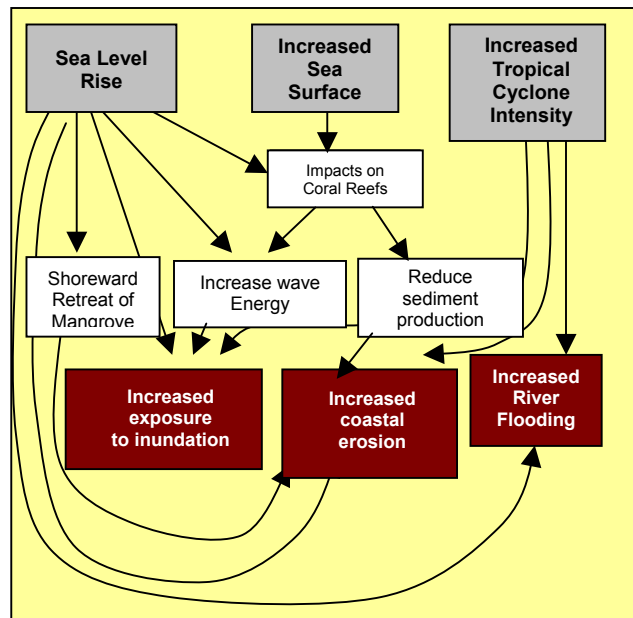 Sea Level
Rise
Increased
Sea
Surface
Increased
Tropical
Cyclone
Intensity
Impacts on
Coral Reefs
Shoreward
Retreat of
Mangrove
Increase wave
Energy
Reduce
sediment
production
Increased
exposure
to inundation
Increased
coastal
erosion
Increased
River
Flooding